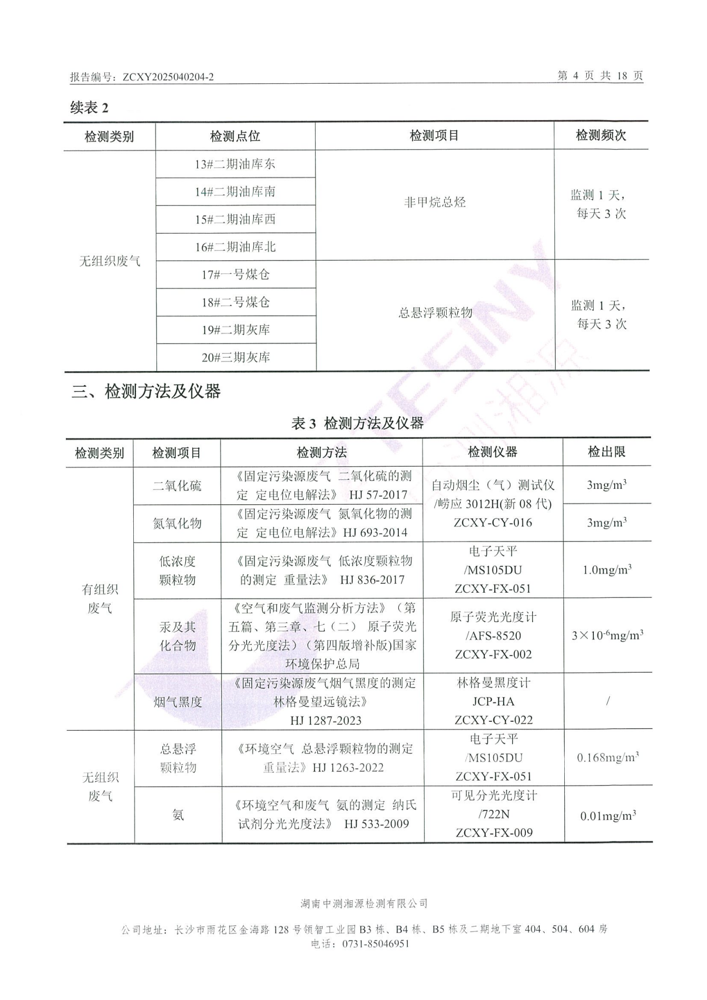 报告编号：ZCXY2025040204-2
第 4 页 共 18 页
续表 2
检测类别 检测点位 检测项目 检测频次
13#二期油库东
14#二期油库南
15#二期油库西
16#二期油库北
非甲烷总烃
监测 1 天，
每天 3 次
无组织废气
17#一号煤仓
18#二号煤仓
19#二期灰库
20#三期灰库
总悬浮颗粒物
监测 1 天，
每天 3 次
三、检测方法及仪器
表 3 检测方法及仪器
检测类别 检测项目 检测方法 检测仪器 检出限
有组织
废气
二氧化硫
《固定污染源废气 二氧化硫的测
定 定电位电解法》 HJ 57-2017
自动烟尘（气）测试仪
/崂应 3012H(新 08 代)
ZCXY-CY-016
3mg/m³
氮氧化物
《固定污染源废气 氮氧化物的测
定 定电位电解法》HJ 693-2014
3mg/m³
低浓度
颗粒物
《固定污染源废气 低浓度颗粒物
的测定 重量法》 HJ 836-2017
电子天平
/MS105DU
ZCXY-FX-051
1.0mg/m³
汞及其
化合物
《空气和废气监测分析方法》（第
五篇、第三章、七（二） 原子荧光
分光光度法）（第四版增补版)国家
环境保护总局
原子荧光光度计
/AFS-8520
ZCXY-FX-002
3×10⁻⁶mg/m³
烟气黑度
《固定污染源废气烟气黑度的测定
林格曼望远镜法》
HJ 1287-2023
林格曼黑度计
JCP-HA
ZCXY-CY-022
/
无组织
废气
总悬浮
颗粒物
《环境空气 总悬浮颗粒物的测定
重量法》HJ 1263-2022
电子天平
/MS105DU
ZCXY-FX-051
0.168mg/m³
氨
《环境空气和废气 氨的测定 纳氏
试剂分光光度法》 HJ 533-2009
可见分光光度计
/722N
ZCXY-FX-009
0.01mg/m³
ZTESINY
中测湘源
湖南中测湘源检测有限公司
公司地址：长沙市雨花区金海路 128 号领智工业园 B3 栋、B4 栋、B5 栋及二期地下室 404、504、604 房
电话：0731-85046951